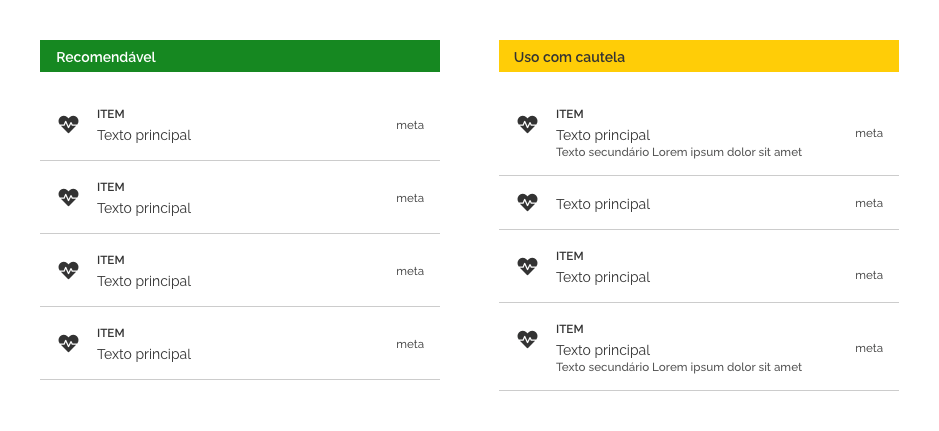 Recomendável
ITEM
Texto principal
meta
ITEM
Texto principal
meta
ITEM
Texto principal
meta
ITEM
Texto principal
meta
Uso com cautela
ITEM
Texto principal
meta
Texto secundário Lorem ipsum dolor sit amet
Texto principal
meta
ITEM
Texto principal
meta
ITEM
Texto principal
meta
Texto secundário Lorem ipsum dolor sit amet